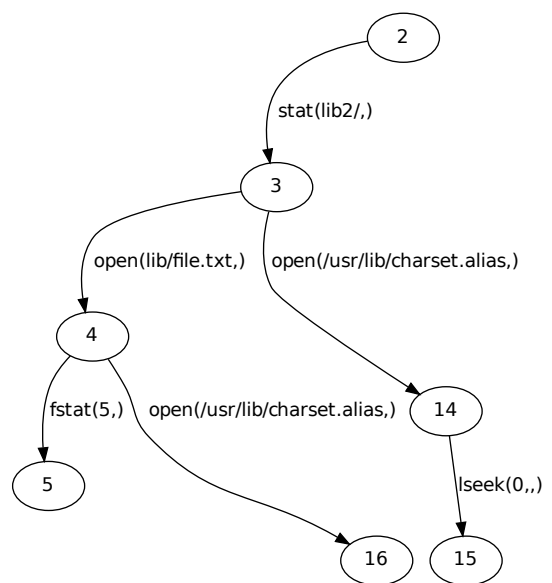 2
stat(lib2/,)
3
open(lib/file.txt,)
open(/usr/lib/charset.alias,)
4
fstat(5,)
open(/usr/lib/charset.alias,)
14
5
lseek(0,,)
16
15